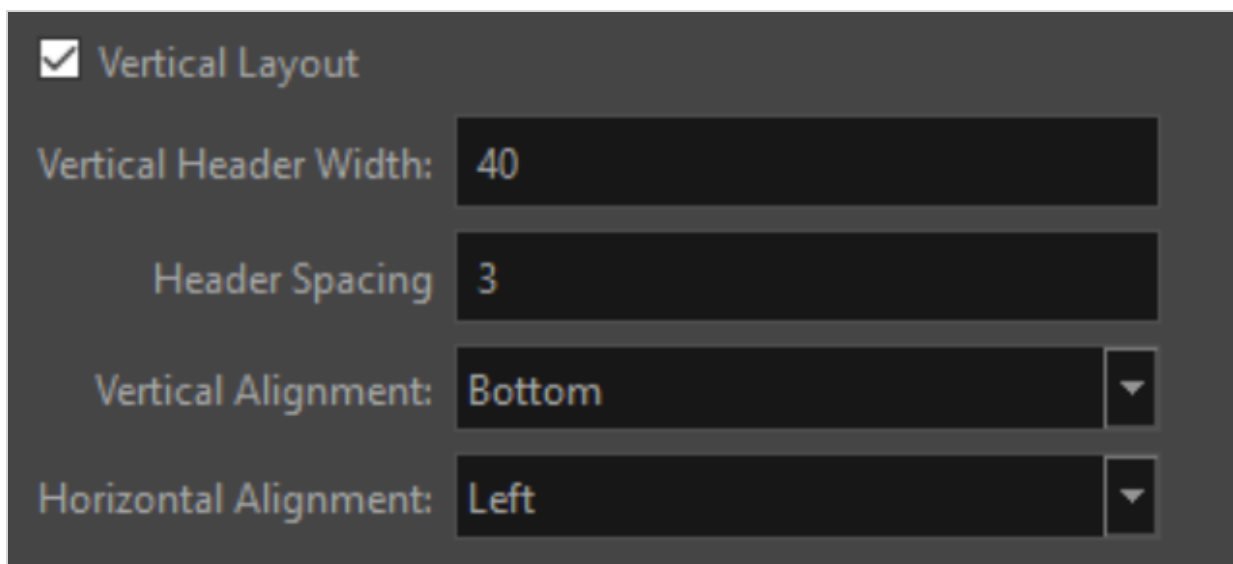 Vertical Layout
Vertical Header Width: 40
Header Spacing 3
Vertical Alignment: Bottom
Horizontal Alignment: Left